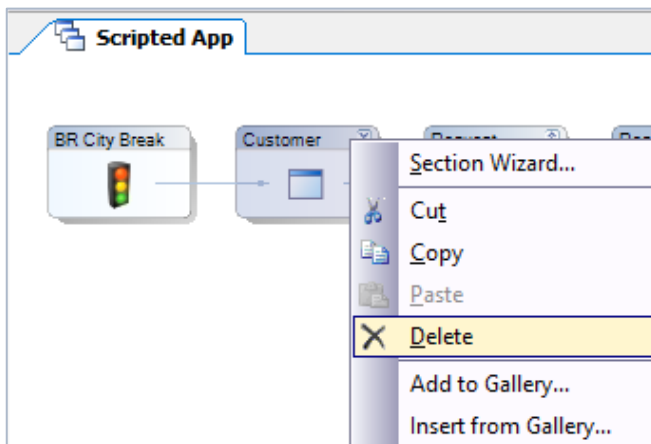 Scripted App
BR City Break
Customer
Section Wizard...
Cut
Copy
Paste
Delete
Add to Gallery...
Insert from Gallery...